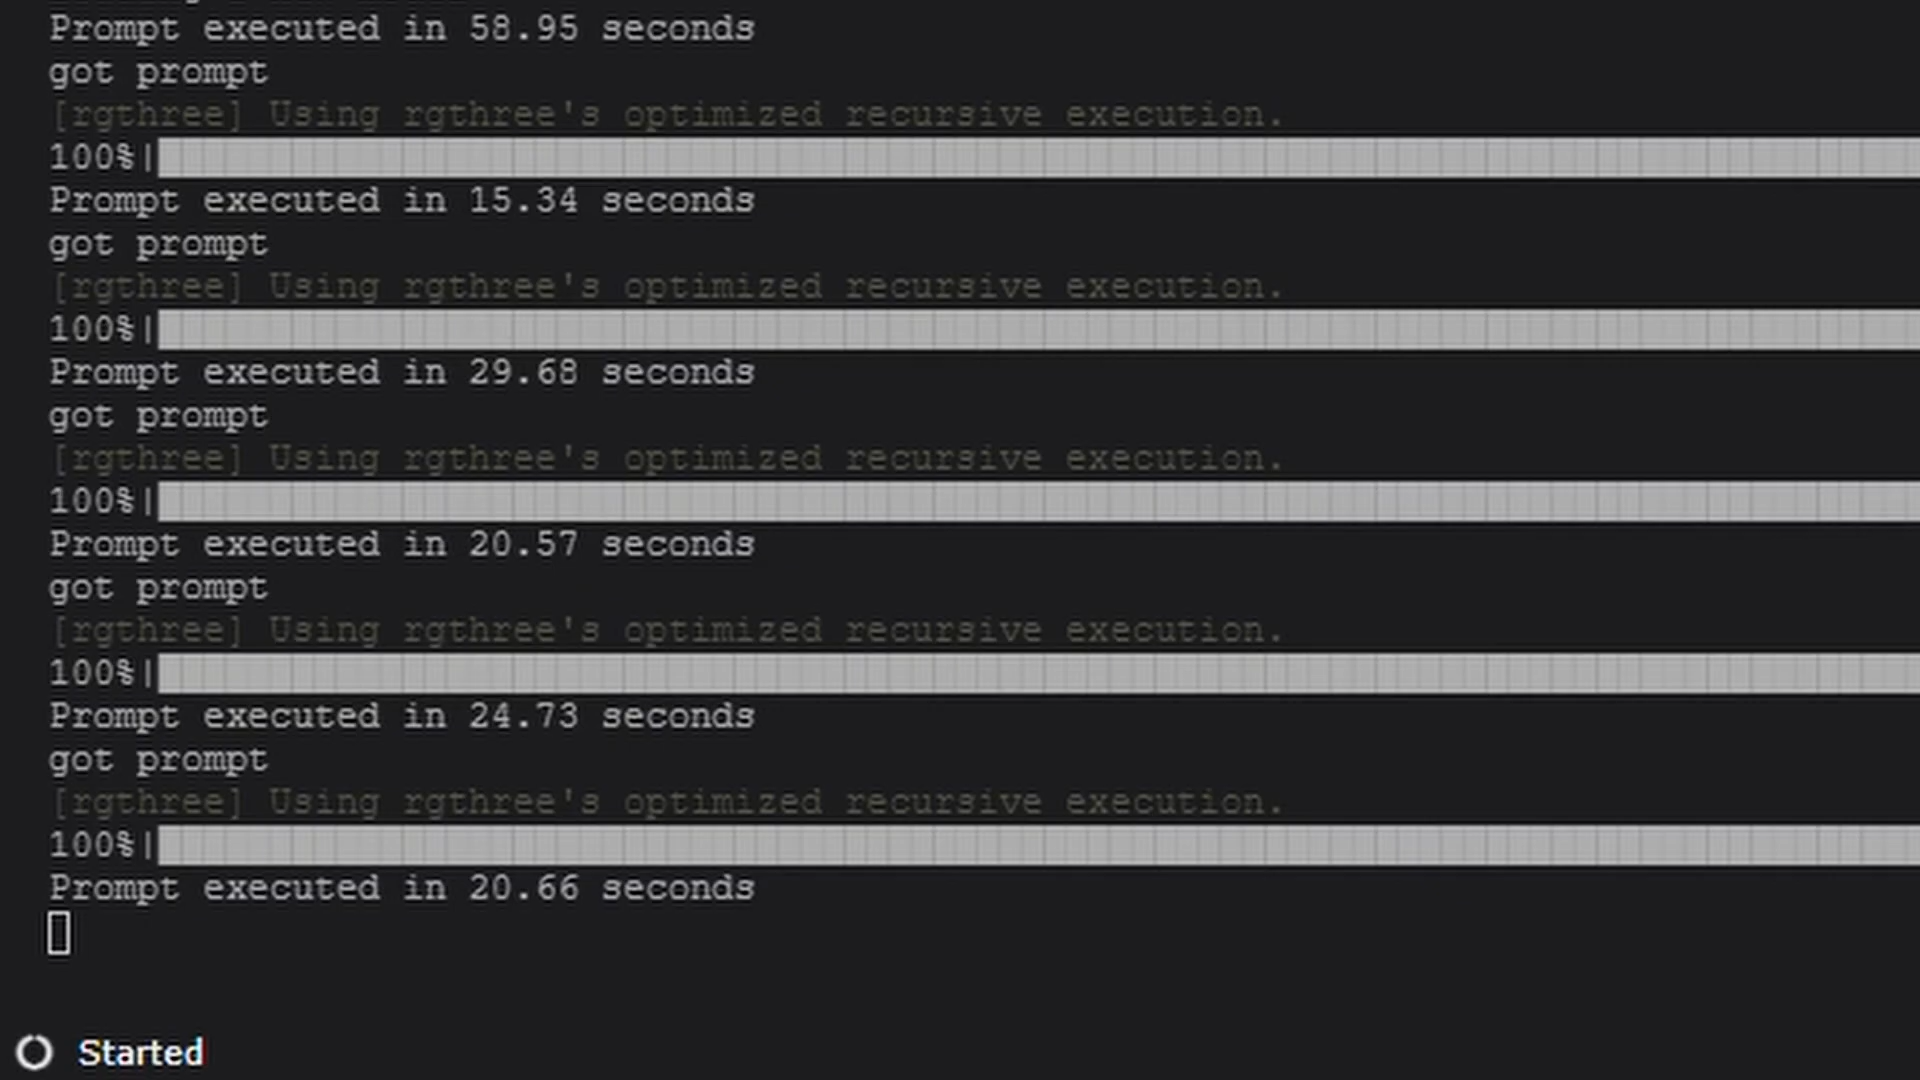 Prompt executed in 58.95 seconds
got prompt
[rgthree] Using rgthree's optimized recursive execution.
100%|
Prompt executed in 15.34 seconds
got prompt
[rgthree] Using rgthree's optimized recursive execution.
100%|
Prompt executed in 29.68 seconds
got prompt
[rgthree] Using rgthree's optimized recursive execution.
100%|
Prompt executed in 20.57 seconds
got prompt
[rgthree] Using rgthree's optimized recursive execution.
100%|
Prompt executed in 24.73 seconds
got prompt
[rgthree] Using rgthree's optimized recursive execution.
100%|
Prompt executed in 20.66 seconds
Started